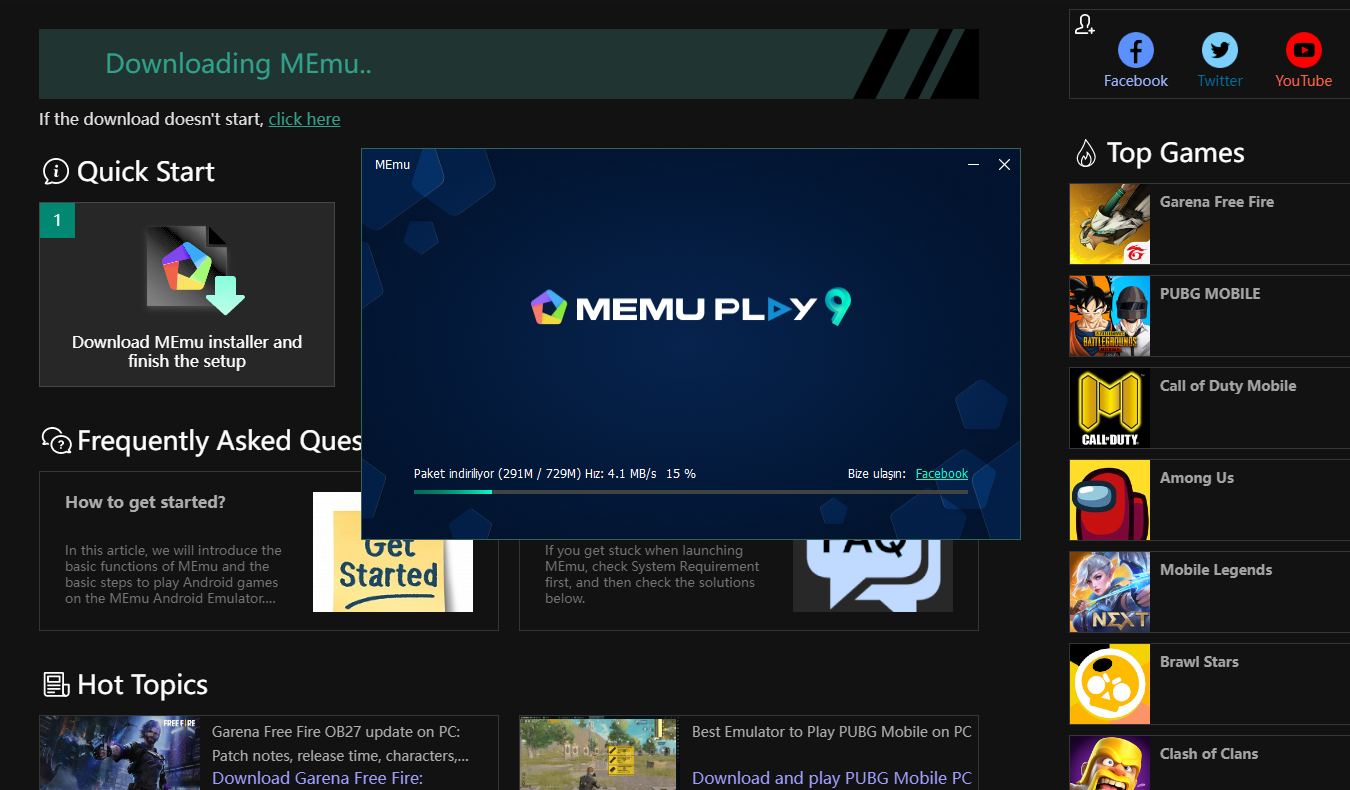 Downloading MEmu..
Facebook
Twitter
YouTube
If the download doesn't start, click here
Quick Start
1
Download MEmu installer and
finish the setup
MEmu
MEMU PLAY 9
Paket indiriliyor (291M / 729M) Hız: 4.1 MB/s 15 %
Bize ulaşın: Facebook
Frequently Asked Ques
How to get started?
In this article, we will introduce the
basic functions of MEmu and the
basic steps to play Android games
on the MEmu Android Emulator....
Get
Started
If you get stuck when launching
MEmu, check System Requirement
first, and then check the solutions
below.
FAQ
Hot Topics
FREE FIRE
Garena Free Fire OB27 update on PC:
Patch notes, release time, characters,...
Download Garena Free Fire:
Best Emulator to Play PUBG Mobile on PC
Download and play PUBG Mobile PC
Top Games
Garena Free Fire
PUBG MOBILE
BATTLEGROUNDS
Call of Duty Mobile
CALL·DUTY
Among Us
Mobile Legends
NEXT
Brawl Stars
Clash of Clans